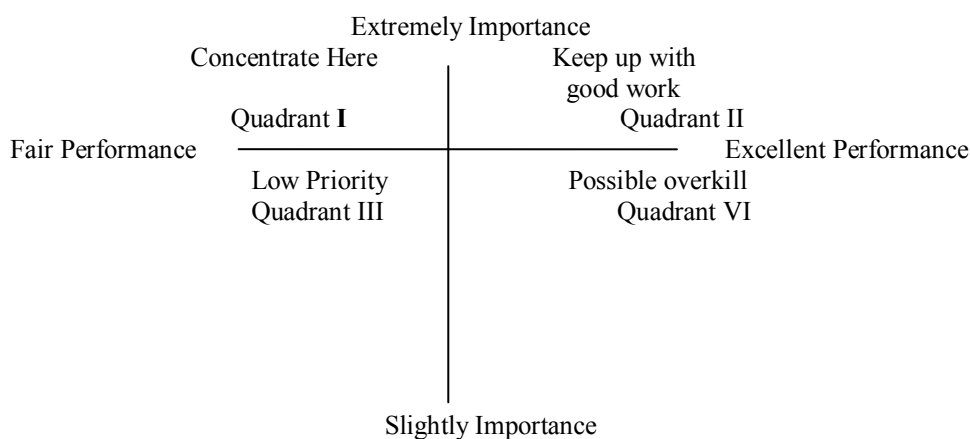 Extremely Importance
Concentrate Here
Keep up with
good work
Quadrant I
Quadrant II
Fair Performance
Excellent Performance
Low Priority
Quadrant III
Possible overkill
Quadrant VI
Slightly Importance